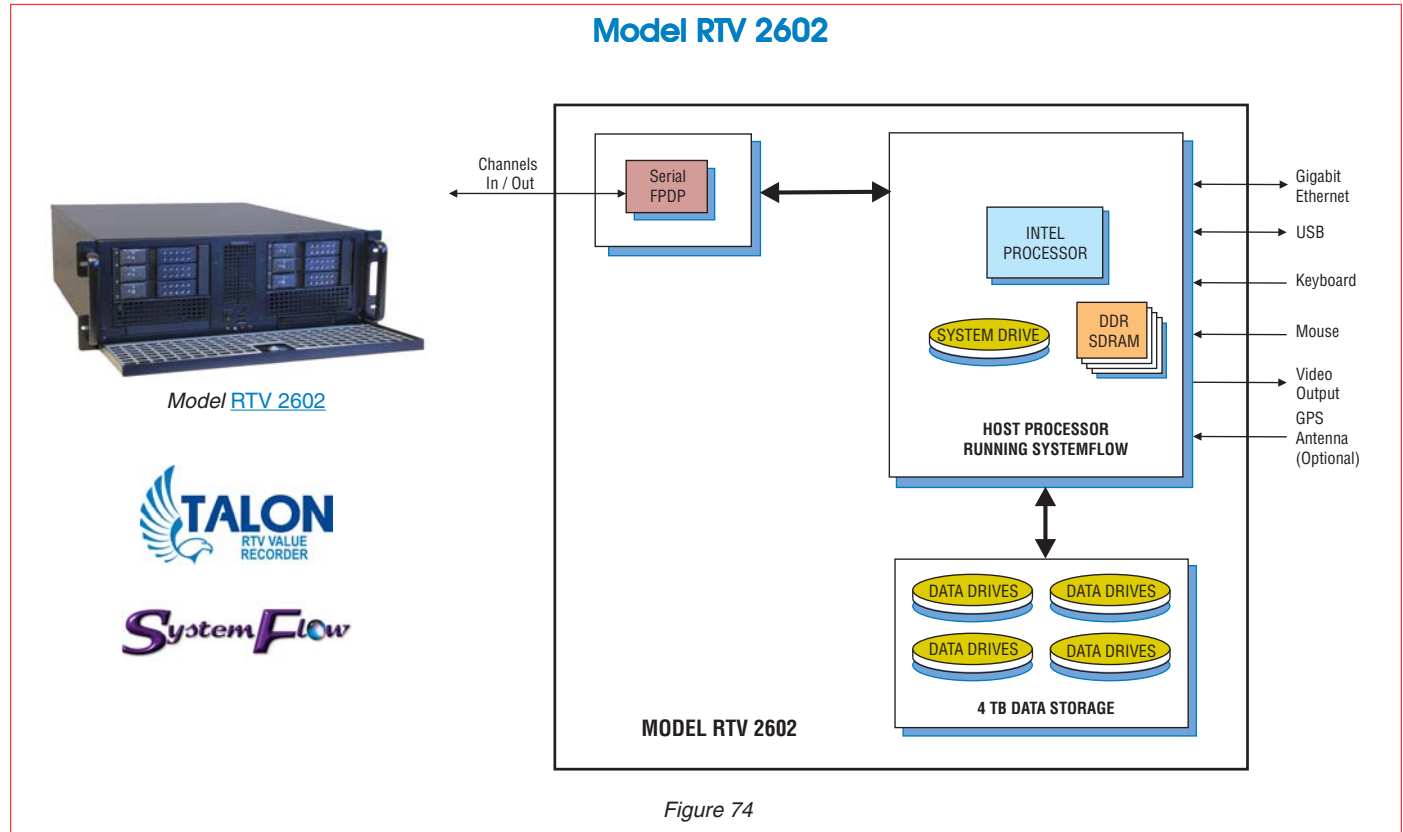 Model RTV 2602
Channels
In / Out
Serial
FPDP
INTEL
PROCESSOR
SYSTEM DRIVE
DDR
SDRAM
HOST PROCESSOR
RUNNING SYSTEMFLOW
Gigabit
Ethernet
USB
Keyboard
Mouse
Video
Output
GPS
Antenna
(Optional)
Model RTV 2602
TALON
RTV VALUE
RECORDER
SystemFlow
DATA DRIVES
DATA DRIVES
DATA DRIVES
DATA DRIVES
4 TB DATA STORAGE
MODEL RTV 2602
Figure 74